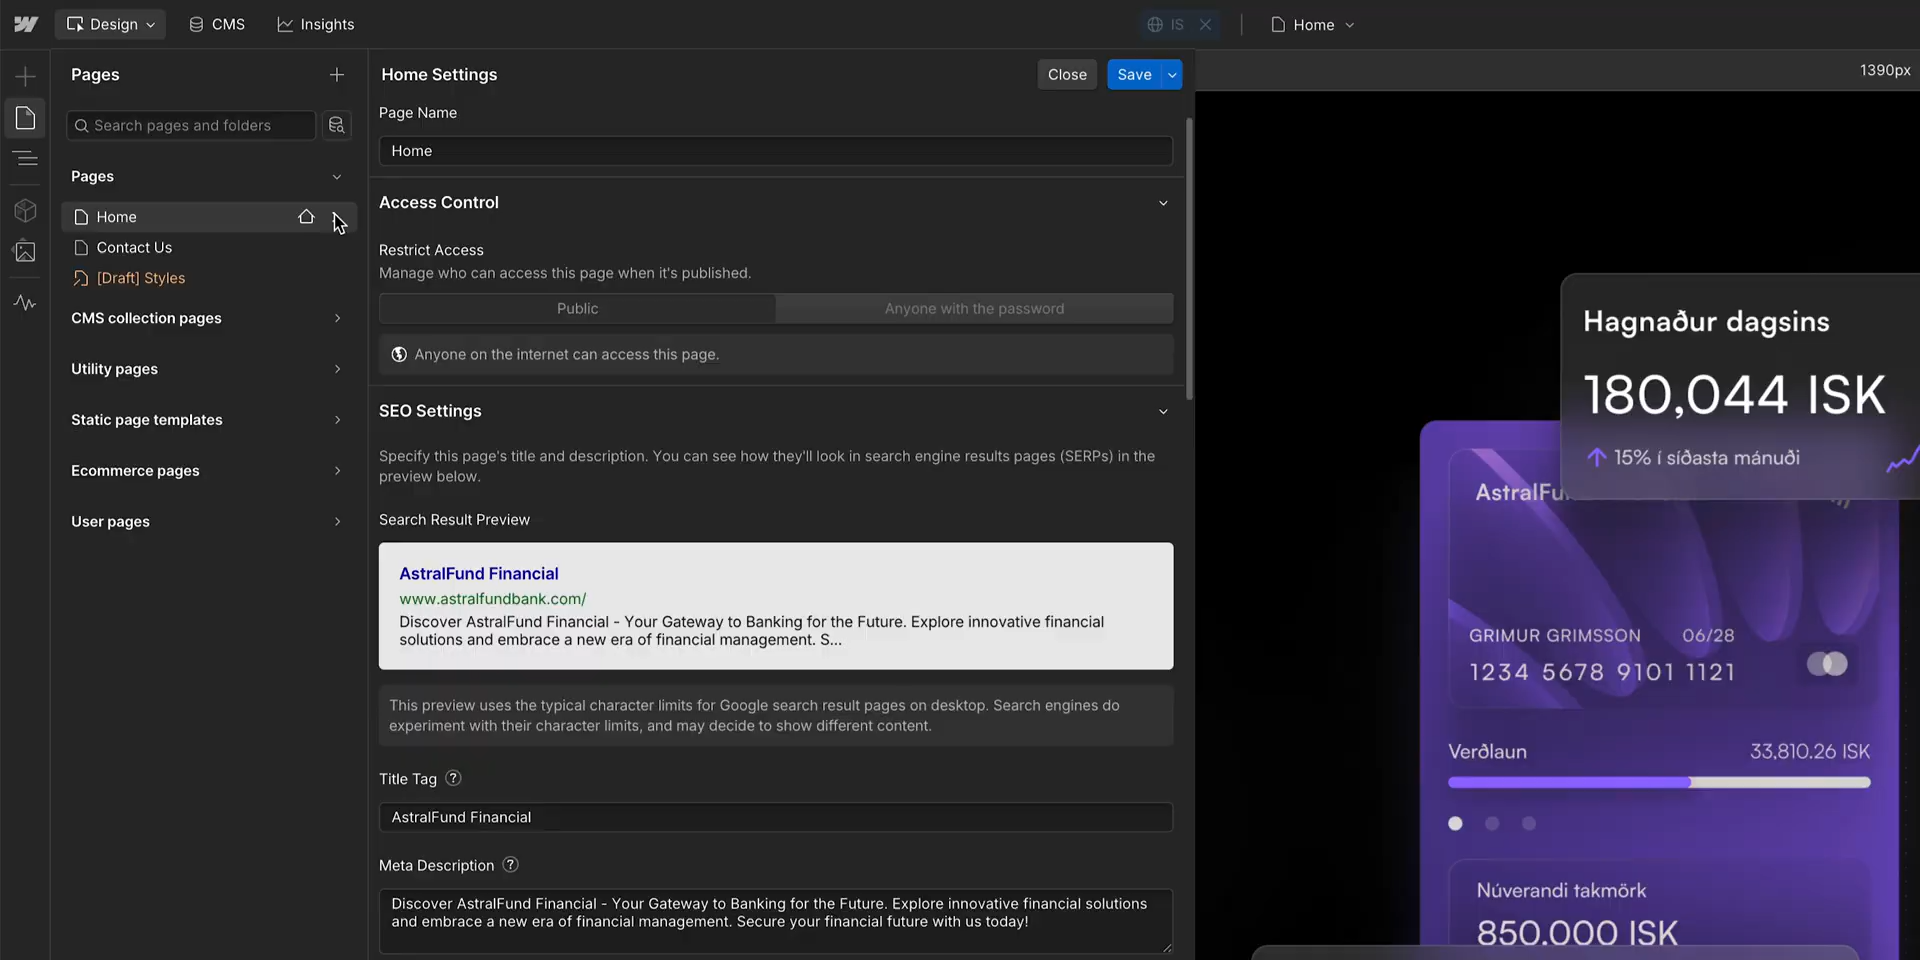 Design
CMS
Insights
IS
Home
Pages
Home Settings
Close
Save
1390px
Search pages and folders
Pages
Home
Contact Us
[Draft] Styles
CMS collection pages
Utility pages
Static page templates
Ecommerce pages
User pages
Page Name
Home
Access Control
Restrict Access
Manage who can access this page when it's published.
Public
Anyone with the password
Anyone on the internet can access this page.
SEO Settings
Specify this page's title and description. You can see how they'll look in search engine results pages (SERPs) in the
preview below.
Search Result Preview
AstralFund Financial
www.astralfundbank.com/
Discover AstralFund Financial - Your Gateway to Banking for the Future. Explore innovative financial
solutions and embrace a new era of financial management. S...
This preview uses the typical character limits for Google search result pages on desktop. Search engines do
experiment with their character limits, and may decide to show different content.
Title Tag
AstralFund Financial
Meta Description
Discover AstralFund Financial - Your Gateway to Banking for the Future. Explore innovative financial solutions
and embrace a new era of financial management. Secure your financial future with us today!
Hagnaður dagsins
180,044 ISK
15% í síðasta mánuði
AstralFu
GRIMUR GRIMSSON 06/28
1234 5678 9101 1121
Verðlaun 33,810.26 ISK
Núverandi takmörk
850,000 ISK